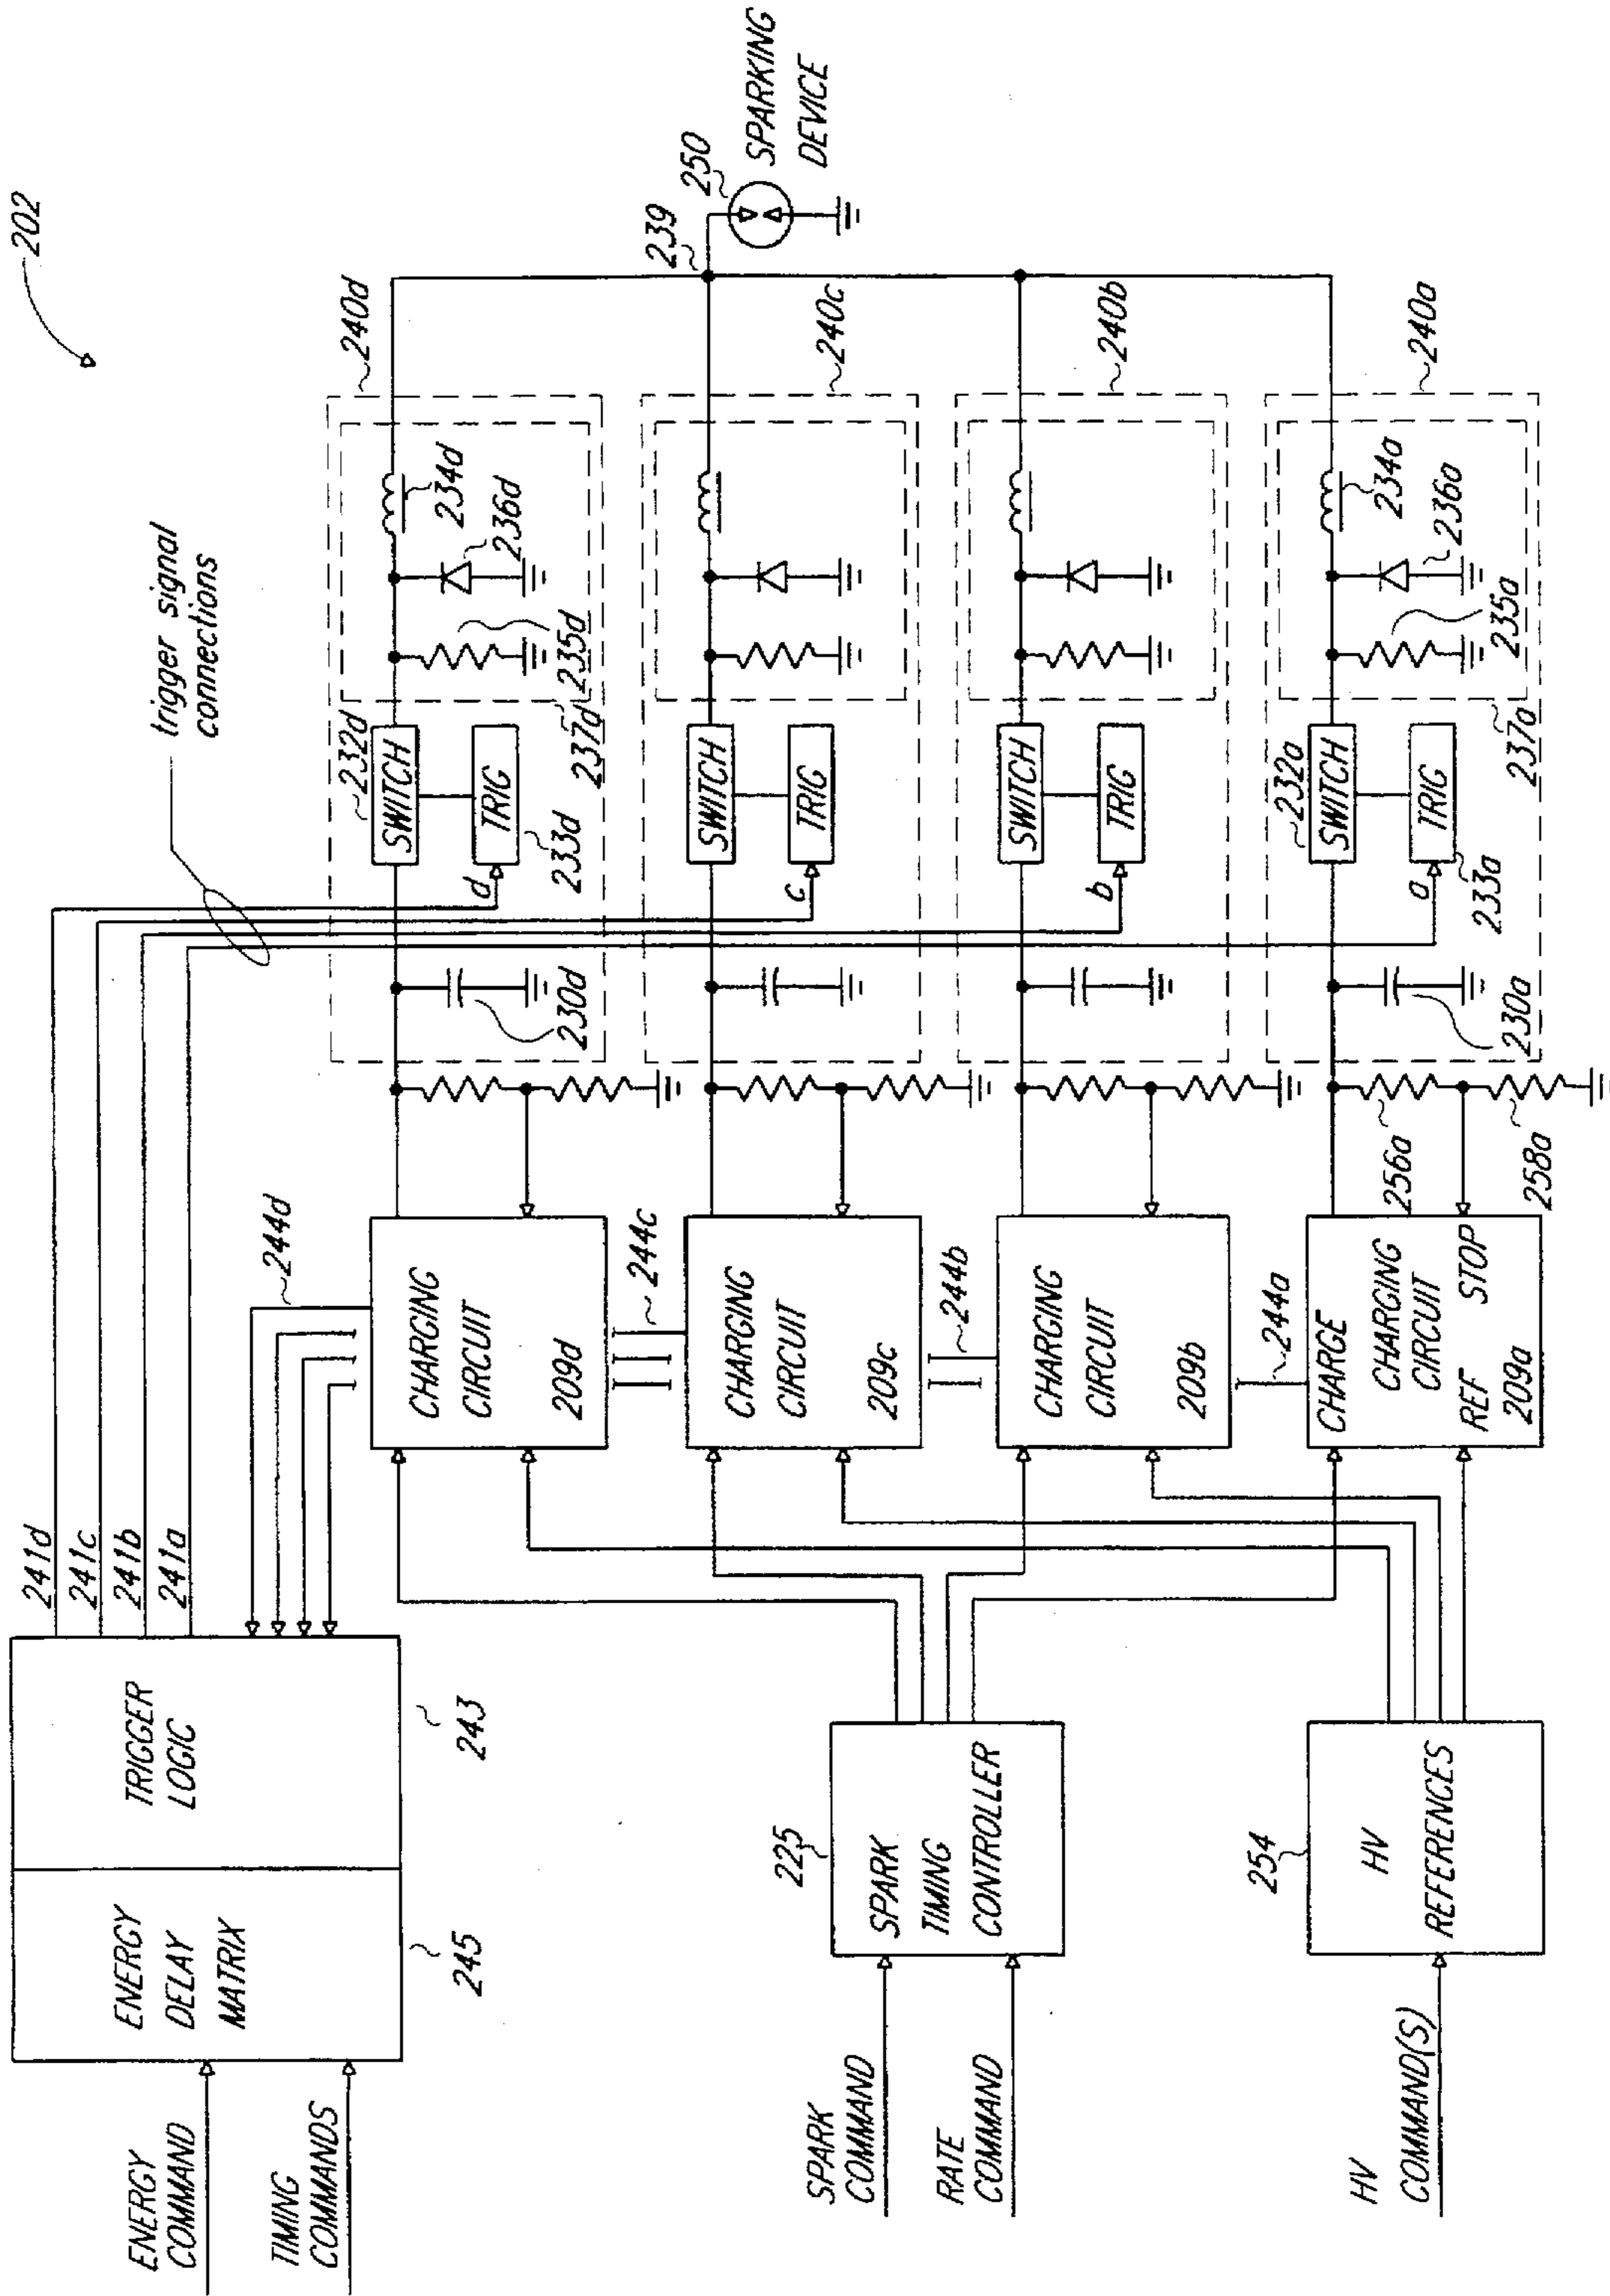 202
trigger signal
connections
241d
241c
241b
241a
ENERGY
COMMAND
TIMING
COMMANDS
ENERGY
DELAY
MATRIX
245
TRIGGER
LOGIC
243
244d
CHARGING
CIRCUIT
209d
230d
d
232d
SWITCH
TRIG
233d
237d
235d
236d
234d
240d
SPARK
COMMAND
RATE
COMMAND
225
SPARK
TIMING
CONTROLLER
244c
CHARGING
CIRCUIT
209c
c
SWITCH
TRIG
240c
239
250
SPARKING
DEVICE
244b
CHARGING
CIRCUIT
209b
b
SWITCH
TRIG
240b
HV
COMMAND(S)
254
HV
REFERENCES
244a
CHARGE
CHARGING
CIRCUIT
REF STOP
209a
256a
258a
230a
a
232a
SWITCH
TRIG
233a
237a
235a
236a
234a
240a